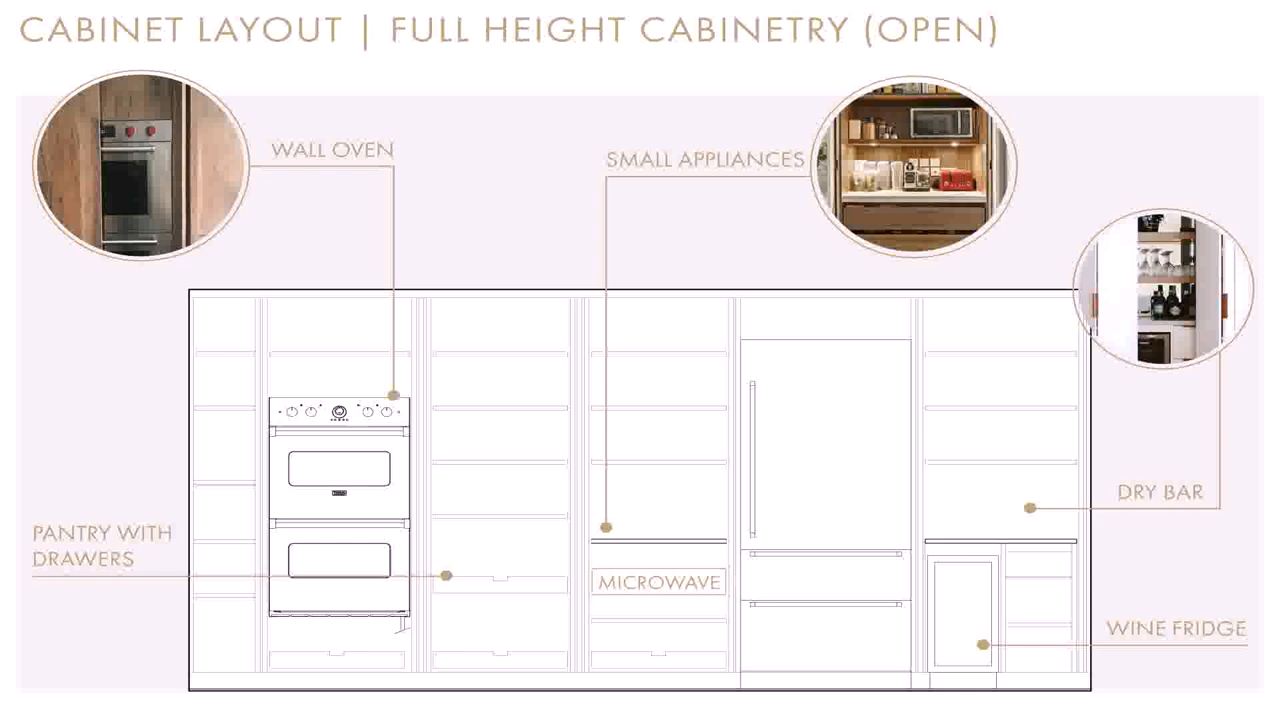 CABINET LAYOUT | FULL HEIGHT CABINETRY (OPEN)
WALL OVEN
SMALL APPLIANCES
DRY BAR
PANTRY WITH
DRAWERS
MICROWAVE
WINE FRIDGE